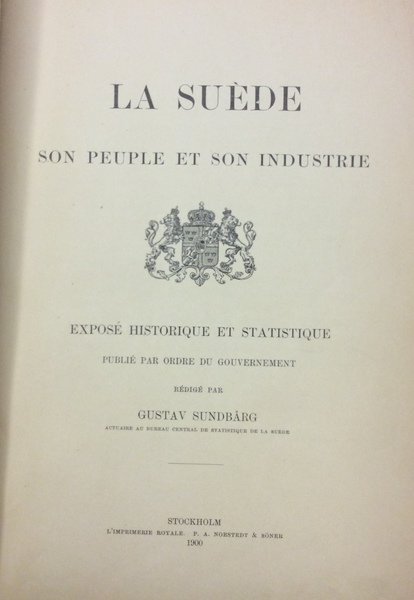 LA SUÈDE
SON PEUPLE ET SON INDUSTRIE
EXPOSÉ HISTORIQUE ET STATISTIQUE
PUBLIÉ PAR ORDRE DU GOUVERNEMENT
RÉDIGÉ PAR
GUSTAV SUNDBÄRG
ACTUAIRE AU BUREAU CENTRAL DE STATISTIQUE DE LA SUÈDE
STOCKHOLM
L'IMPRIMERIE ROYALE. P. A. NORSTEDT & SÖNER
1900